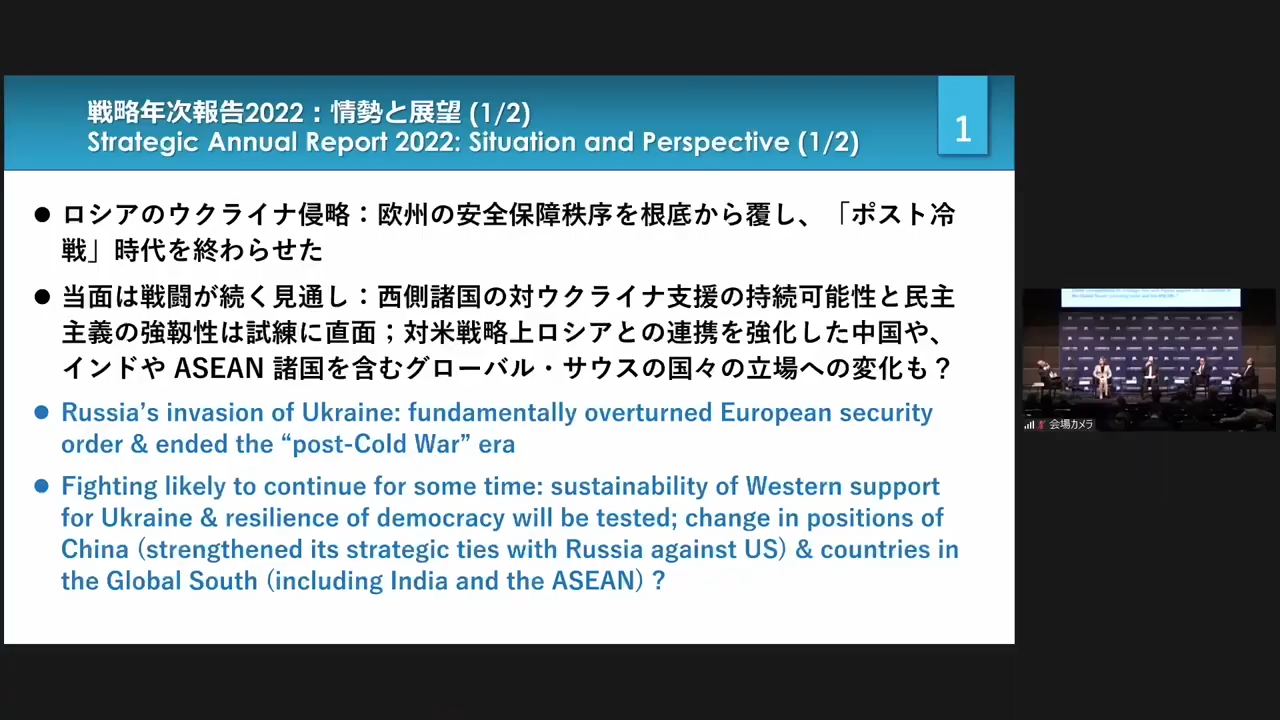 戦略年次報告2022：情勢と展望 (1/2)
Strategic Annual Report 2022: Situation and Perspective (1/2)
1
● ロシアのウクライナ侵略：欧州の安全保障秩序を根底から覆し、「ポスト冷
戦」時代を終わらせた
● 当面は戦闘が続く見通し：西側諸国の対ウクライナ支援の持続可能性と民主
主義の強靱性は試練に直面；対米戦略上ロシアとの連携を強化した中国や、
インドや ASEAN 諸国を含むグローバル・サウスの国々の立場への変化も？
● Russia’s invasion of Ukraine: fundamentally overturned European security
order & ended the “post-Cold War” era
● Fighting likely to continue for some time: sustainability of Western support
for Ukraine & resilience of democracy will be tested; change in positions of
China (strengthened its strategic ties with Russia against US) & countries in
the Global South (including India and the ASEAN) ?
会場カメラ